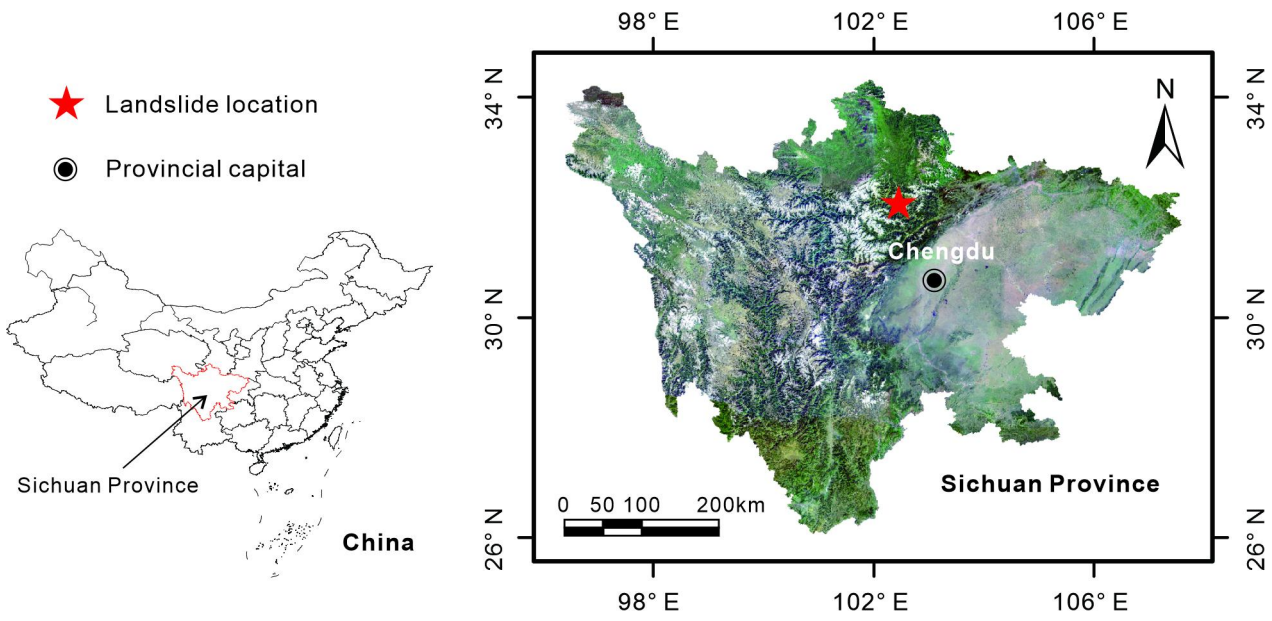 Landslide location
Provincial capital
Sichuan Province
China
98° E
102° E
106° E
34° N
30° N
26° N
34° N
30° N
26° N
N
Chengdu
Sichuan Province
0 50 100 200km
98° E
102° E
106° E